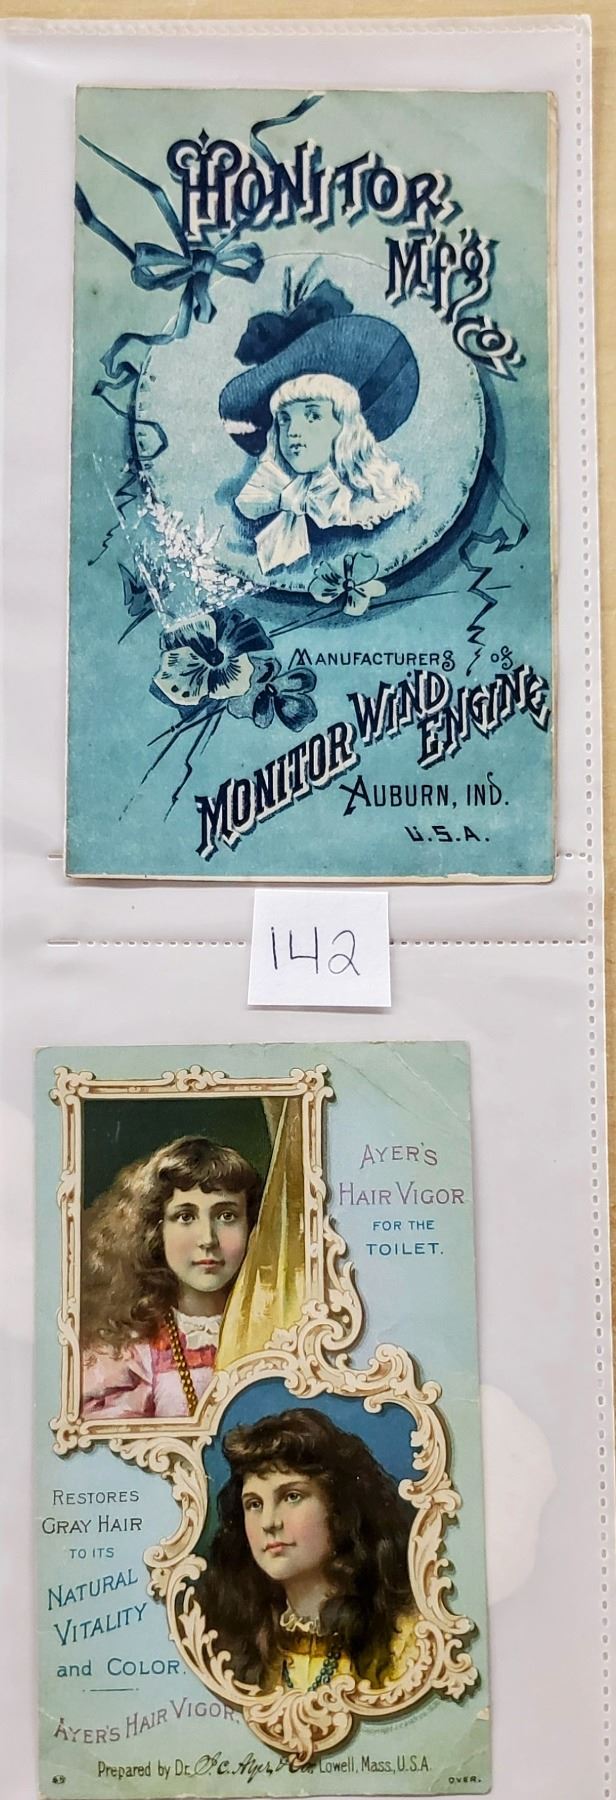 MONITOR
M'f'g
Co
MANUFACTURERS of
MONITOR WIND ENGINE
AUBURN, IND.
U.S.A.
142
AYER'S
HAIR VIGOR
FOR THE
TOILET.
RESTORES
GRAY HAIR
TO ITS
NATURAL
VITALITY
and COLOR.
AYER'S HAIR VIGOR.
Prepared by Dr. J. C. Ayer & Co. Lowell, Mass., U.S.A.
OVER.